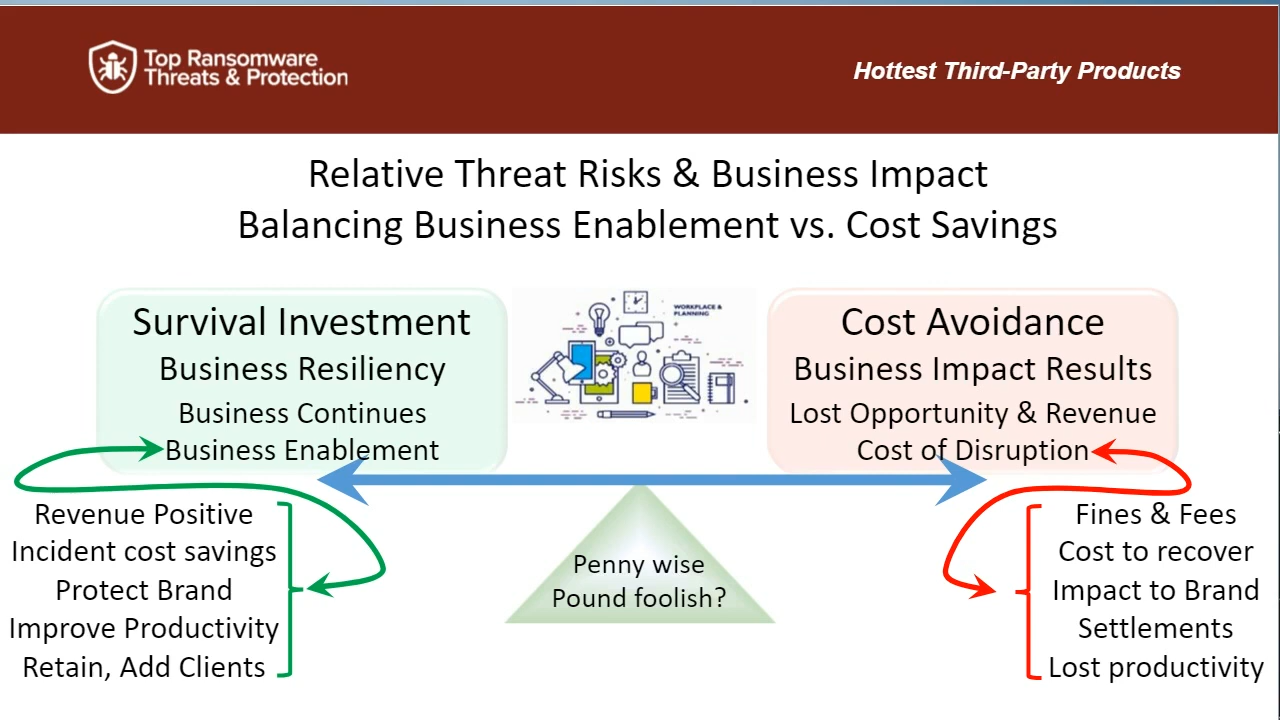 Top Ransomware
Threats & Protection
Hottest Third-Party Products
Relative Threat Risks & Business Impact
Balancing Business Enablement vs. Cost Savings
Survival Investment
Business Resiliency
Business Continues
Business Enablement
WORKPLACE &
PLANNING
Cost Avoidance
Business Impact Results
Lost Opportunity & Revenue
Cost of Disruption
Revenue Positive
Incident cost savings
Protect Brand
Improve Productivity
Retain, Add Clients
Penny wise
Pound foolish?
Fines & Fees
Cost to recover
Impact to Brand
Settlements
Lost productivity